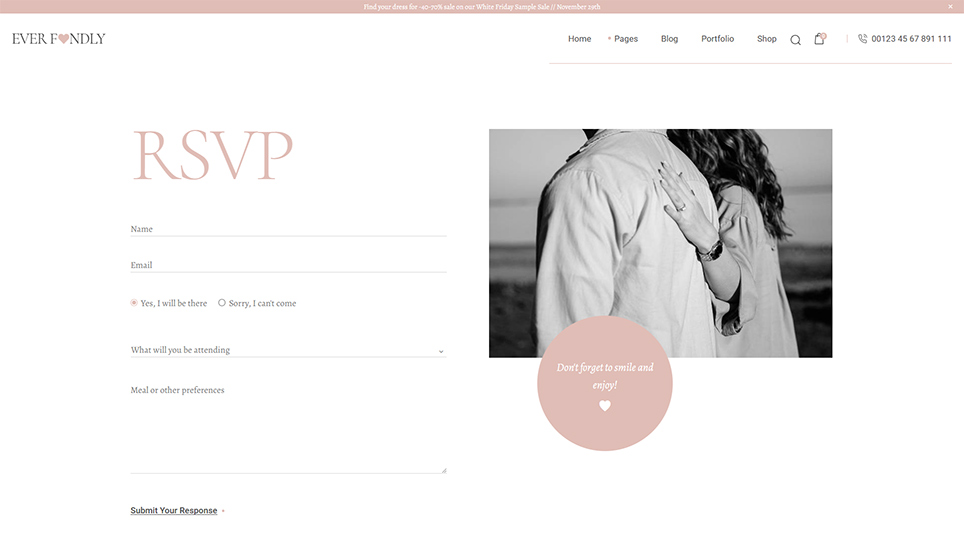 Find your dress for -40-70% sale on our White Friday Sample Sale // November 29th
×
EVER FONDLY
Home
Pages
Blog
Portfolio
Shop
0
00123 45 67 891 111
RSVP
Name
Email
Yes, I will be there
Sorry, I can't come
What will you be attending
Meal or other preferences
Submit Your Response
Don't forget to smile and
enjoy!